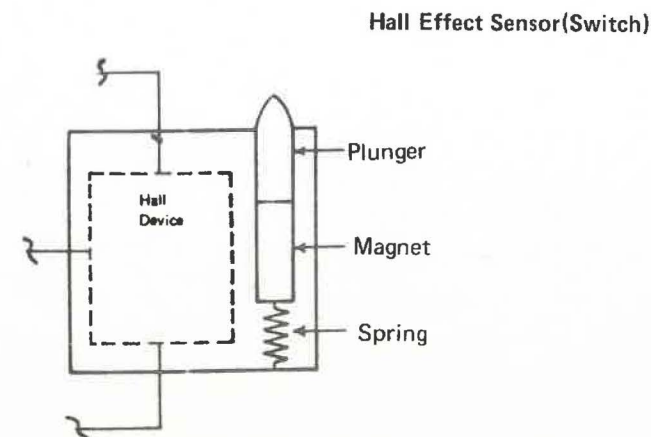 Hall Effect Sensor(Switch)
Plunger
Hall
Device
Magnet
Spring